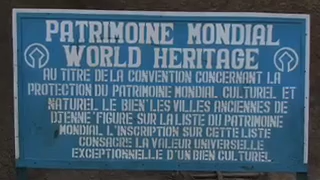 PATRIMOINE MONDIAL
WORLD HERITAGE
AU TITRE DE LA CONVENTION CONCERNANT LA
PROTECTION DU PATRIMOINE MONDIAL CULTUREL ET
NATUREL LE BIEN' LES VILLES ANCIENNES DE
DJENNE'FIGURE SUR LA LISTE DU PATRIMOINE
MONDIAL L'INSCRIPTION SUR CETTE LISTE
CONSACRE LA VALEUR UNIVERSELLE
EXCEPTIONNELLE D'UN BIEN CULTUREL